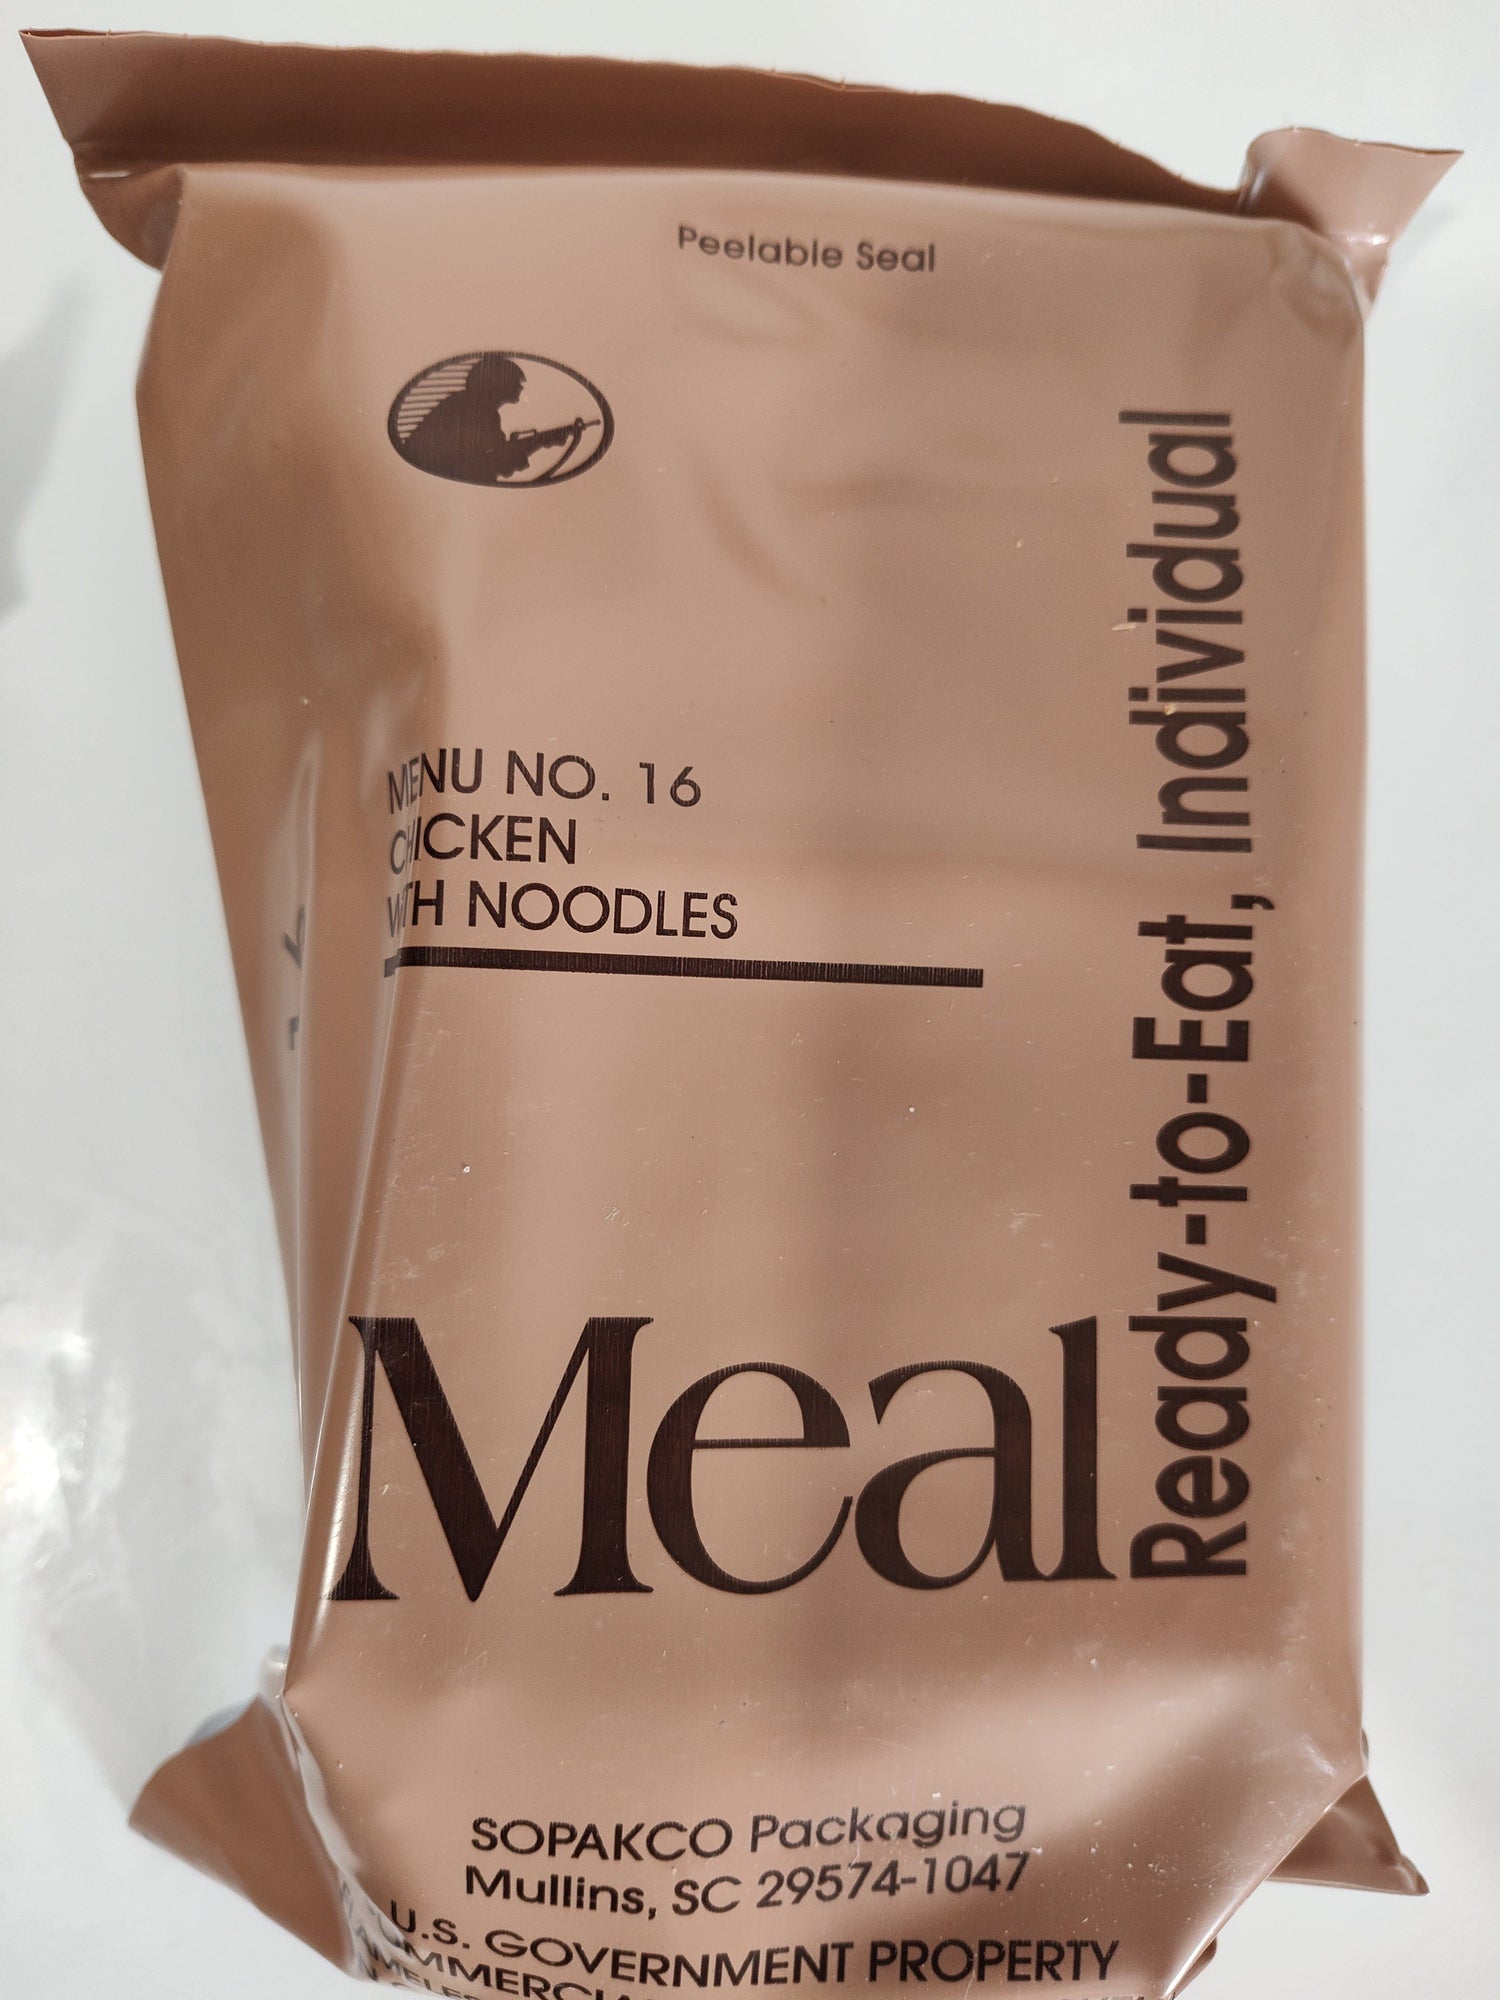 Peelable Seal
MENU NO. 16
CHICKEN
WITH NOODLES
Meal
Ready-to-Eat, Individual
SOPAKCO Packaging
Mullins, SC 29574-1047
U.S. GOVERNMENT PROPERTY